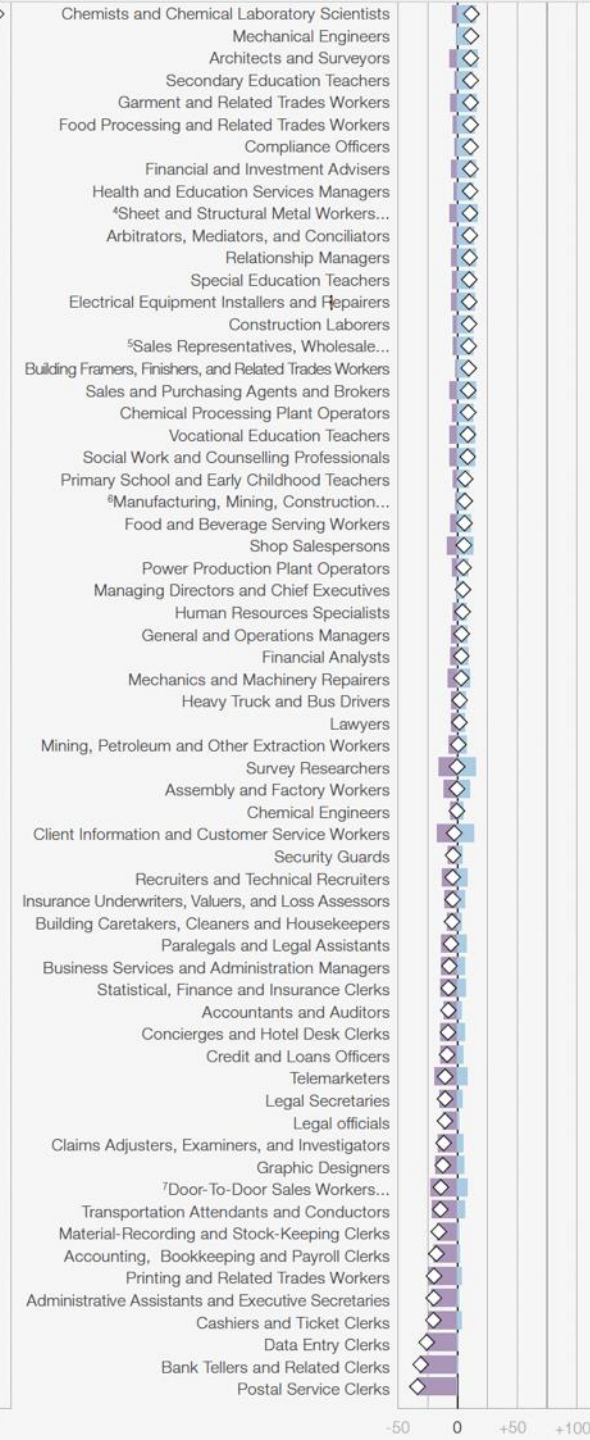 Chemists and Chemical Laboratory Scientists
Mechanical Engineers
Architects and Surveyors
Secondary Education Teachers
Garment and Related Trades Workers
Food Processing and Related Trades Workers
Compliance Officers
Financial and Investment Advisers
Health and Education Services Managers
⁴Sheet and Structural Metal Workers...
Arbitrators, Mediators, and Conciliators
Relationship Managers
Special Education Teachers
Electrical Equipment Installers and Repairers
Construction Laborers
⁵Sales Representatives, Wholesale...
Building Framers, Finishers, and Related Trades Workers
Sales and Purchasing Agents and Brokers
Chemical Processing Plant Operators
Vocational Education Teachers
Social Work and Counselling Professionals
Primary School and Early Childhood Teachers
⁶Manufacturing, Mining, Construction...
Food and Beverage Serving Workers
Shop Salespersons
Power Production Plant Operators
Managing Directors and Chief Executives
Human Resources Specialists
General and Operations Managers
Financial Analysts
Mechanics and Machinery Repairers
Heavy Truck and Bus Drivers
Lawyers
Mining, Petroleum and Other Extraction Workers
Survey Researchers
Assembly and Factory Workers
Chemical Engineers
Client Information and Customer Service Workers
Security Guards
Recruiters and Technical Recruiters
Insurance Underwriters, Valuers, and Loss Assessors
Building Caretakers, Cleaners and Housekeepers
Paralegals and Legal Assistants
Business Services and Administration Managers
Statistical, Finance and Insurance Clerks
Accountants and Auditors
Concierges and Hotel Desk Clerks
Credit and Loans Officers
Telemarketers
Legal Secretaries
Legal officials
Claims Adjusters, Examiners, and Investigators
Graphic Designers
⁷Door-To-Door Sales Workers...
Transportation Attendants and Conductors
Material-Recording and Stock-Keeping Clerks
Accounting, Bookkeeping and Payroll Clerks
Printing and Related Trades Workers
Administrative Assistants and Executive Secretaries
Cashiers and Ticket Clerks
Data Entry Clerks
Bank Tellers and Related Clerks
Postal Service Clerks
-50 0 +50 +100